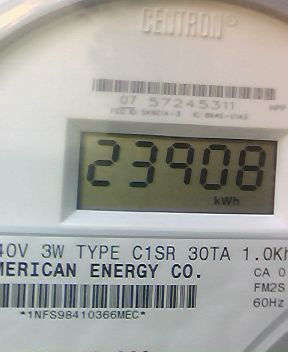 CENTRON®
07 57245311
23908
kWh
40V 3W TYPE C1SR 30TA 1.0Kh
MERICAN ENERGY CO.
CA 0
FM2S
60Hz
*1NFS98410366MEC*